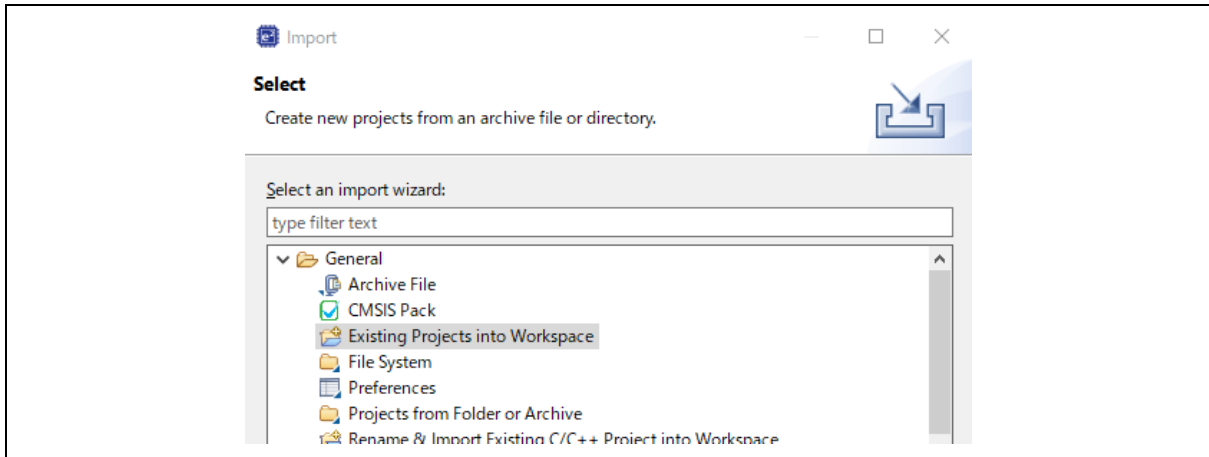 Import
Select
Create new projects from an archive file or directory.
Select an import wizard:
type filter text
General
Archive File
CMSIS Pack
Existing Projects into Workspace
File System
Preferences
Projects from Folder or Archive
Rename & Import Existing C/C++ Project into Workspace